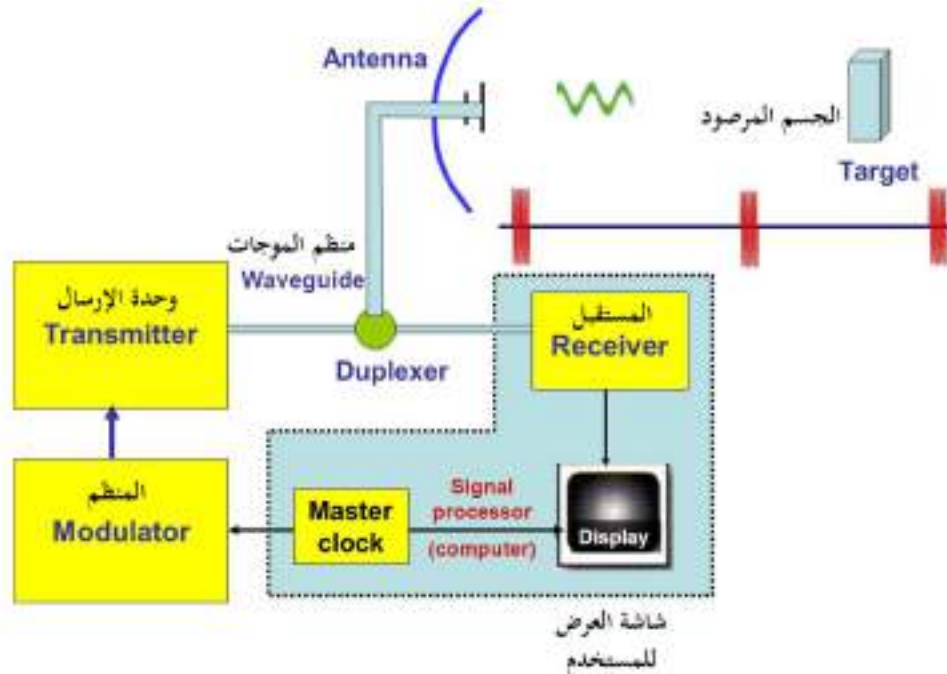 Antenna
الجسم المرصود
Target
منظم الموجات
Waveguide
وحدة الإرسال
Transmitter
المستقبل
Receiver
Duplexer
المنظم
Modulator
Master
clock
Signal
processor
(computer)
Display
شاشة العرض
للمستخدم